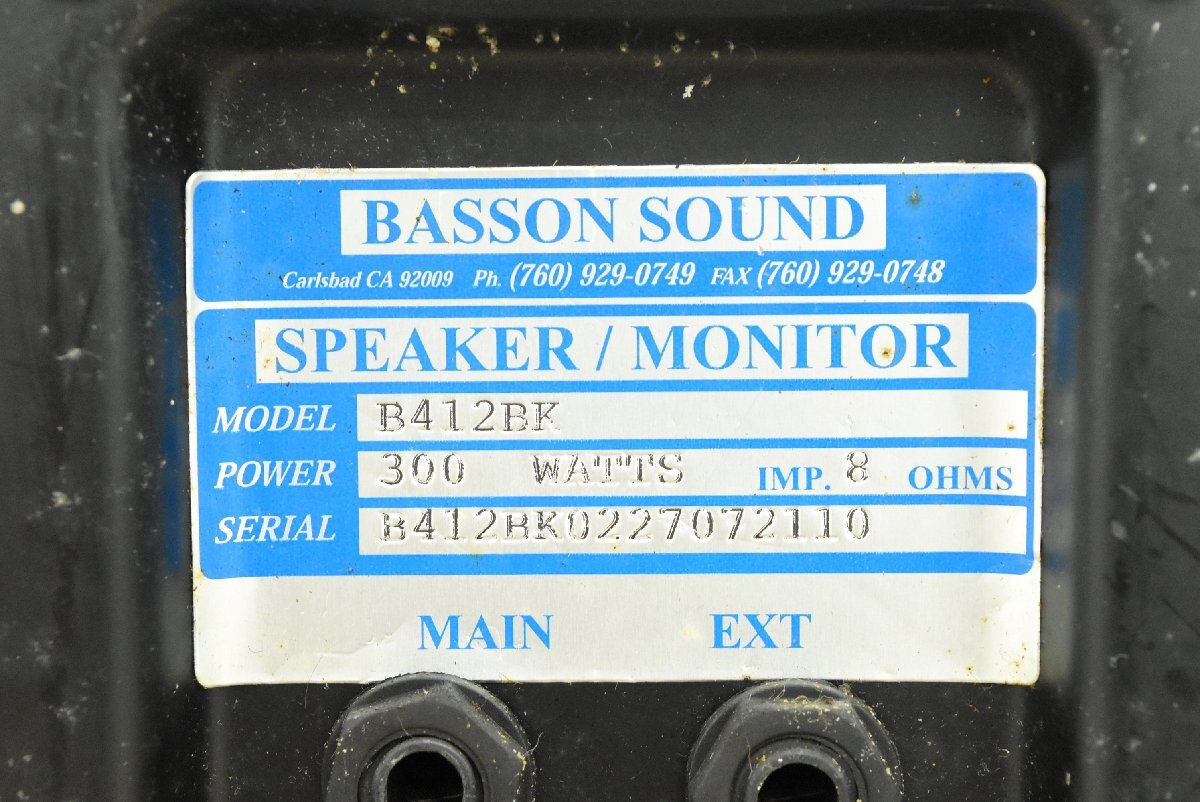 BASSON SOUND
Carlsbad CA 92009 Ph. (760) 929-0749 FAX (760) 929-0748
SPEAKER / MONITOR
MODEL B412BK
POWER 300 WATTS IMP. 8 OHMS
SERIAL B412BK0227072110
MAIN EXT